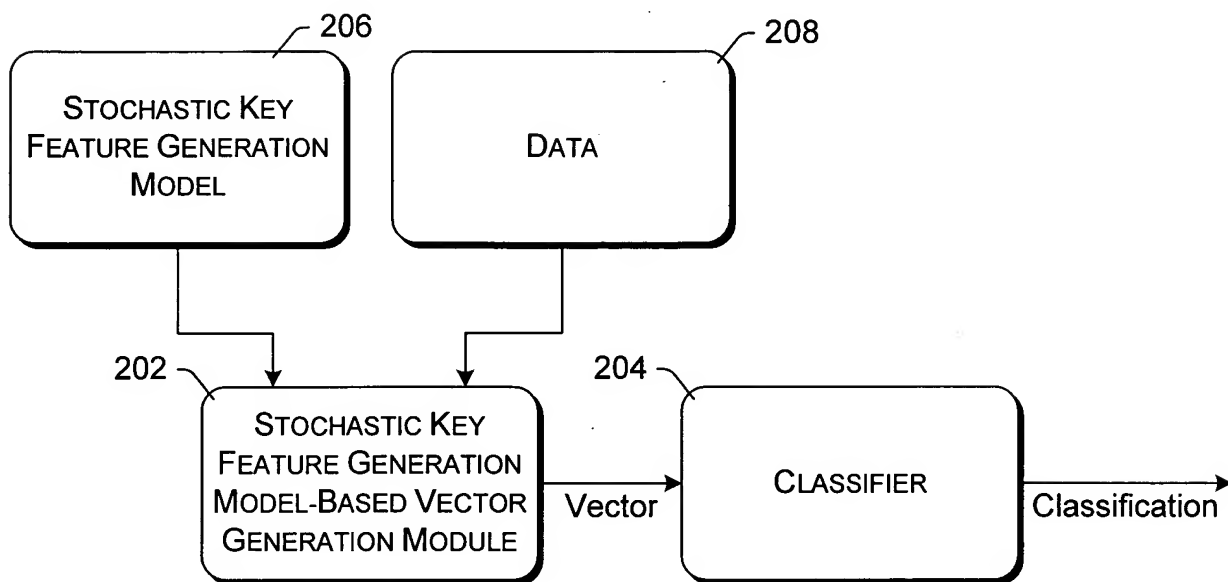 206
208
STOCHASTIC KEY
FEATURE GENERATION
MODEL
DATA
202
204
STOCHASTIC KEY
FEATURE GENERATION
MODEL-BASED VECTOR
GENERATION MODULE
Vector
CLASSIFIER
Classification